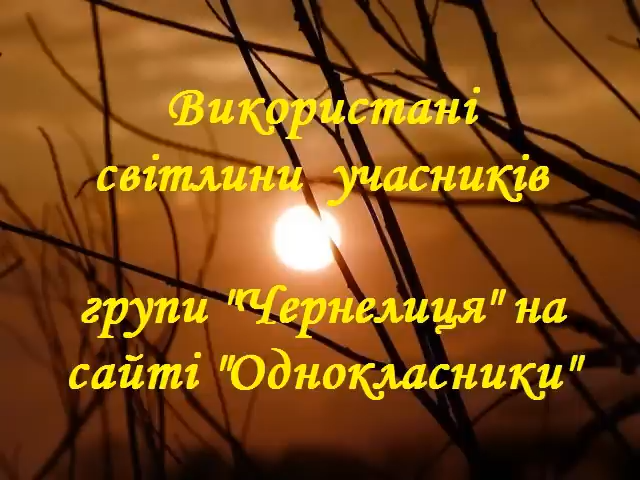 Використані
світлини учасників
групи "Чернелиця" на
сайті "Однокласники"